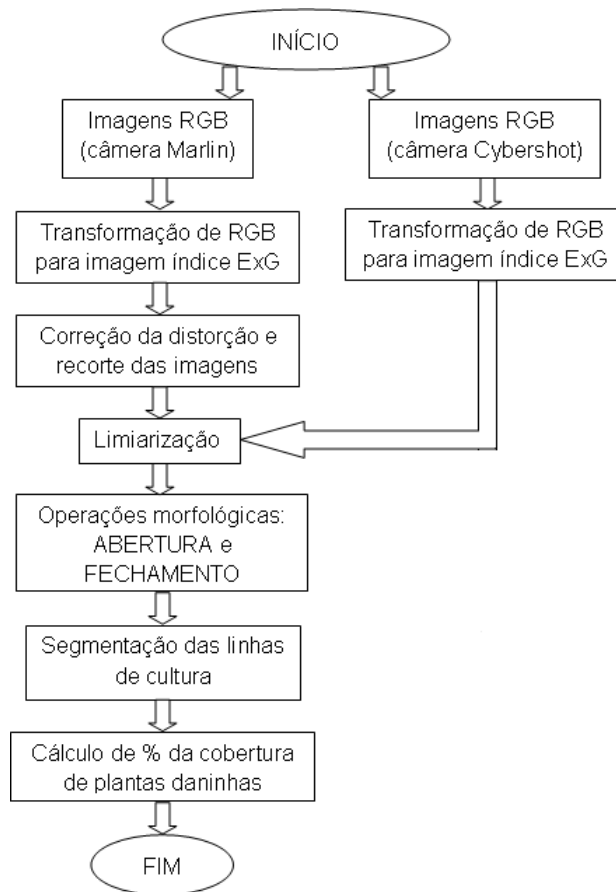 INÍCIO
Imagens RGB
(câmera Marlin)
Imagens RGB
(câmera Cybershot)
Transformação de RGB
para imagem índice ExG
Transformação de RGB
para imagem índice ExG
Correção da distorção e
recorte das imagens
Limiarização
Operações morfológicas:
ABERTURA e
FECHAMENTO
Segmentação das linhas
de cultura
Cálculo de % da cobertura
de plantas daninhas
FIM